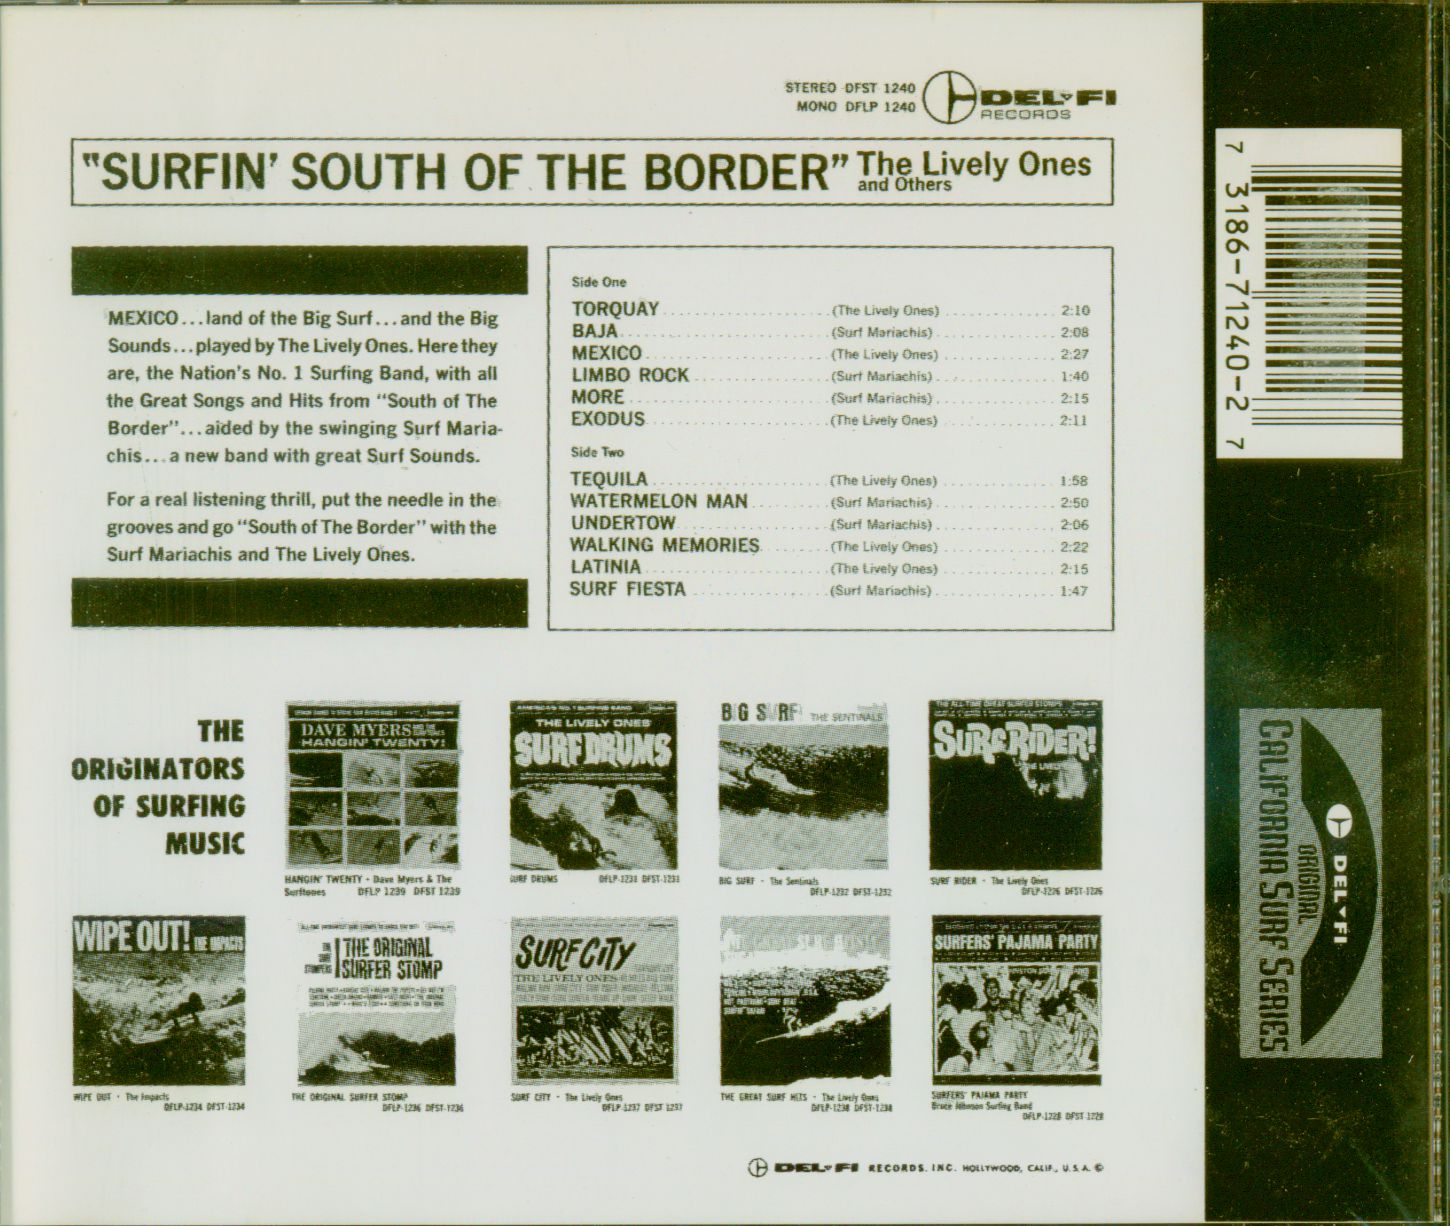 STEREO DFST 1240
MONO DFLP 1240
DEL-FI
RECORDS
"SURFIN' SOUTH OF THE BORDER" The Lively Ones
and Others
MEXICO...land of the Big Surf...and the Big
Sounds...played by The Lively Ones. Here they
are, the Nation's No. 1 Surfing Band, with all
the Great Songs and Hits from "South of The
Border"...aided by the swinging Surf Maria-
chis...a new band with great Surf Sounds.
For a real listening thrill, put the needle in the
grooves and go "South of The Border" with the
Surf Mariachis and The Lively Ones.
Side One
TORQUAY (The Lively Ones) 2:10
BAJA (Surf Mariachis) 2:08
MEXICO (The Lively Ones) 2:27
LIMBO ROCK (Surf Mariachis) 1:40
MORE (Surf Mariachis) 2:15
EXODUS (The Lively Ones) 2:11
Side Two
TEQUILA (The Lively Ones) 1:58
WATERMELON MAN (Surf Mariachis) 2:50
UNDERTOW (Surf Mariachis) 2:06
WALKING MEMORIES (The Lively Ones) 2:22
LATINIA (The Lively Ones) 2:15
SURF FIESTA (Surf Mariachis) 1:47
THE
ORIGINATORS
OF SURFING
MUSIC
DAVE MYERS
HANGIN' TWENTY!
HANGIN' TWENTY · Dave Myers & The
Surftones DFLP 1239 DFST 1239
AMERICA'S NO. 1 SURFING BAND
THE LIVELY ONES
SURF DRUMS
SURF DRUMS DFLP-1231 DFST-1231
BIG SURF THE SENTINALS
BIG SURF · The Sentinals
DFLP-1232 DFST-1232
SURF RIDER!
SURF RIDER · The Lively Ones
DFLP-1226 DFST-1226
WIPE OUT! THE IMPACTS
WIPE OUT · The Impacts
DFLP-1234 DFST-1234
THE ORIGINAL
SURFER STOMP
THE ORIGINAL SURFER STOMP
DFLP-1236 DFST-1236
SURF CITY
THE LIVELY ONES
SURF CITY · The Lively Ones
DFLP-1237 DFST 1237
THE GREAT SURF HITS · The Lively Ones
DFLP-1238 DFST-1238
SURFERS' PAJAMA PARTY
SURFERS' PAJAMA PARTY
Bruce Johnson Surfing Band
DFLP-1228 DFST 1228
DEL-FI RECORDS, INC. HOLLYWOOD, CALIF., U.S.A. ©
7 3186-71240-2 7
DEL-FI
ORIGINAL
CALIFORNIA SURF SERIES